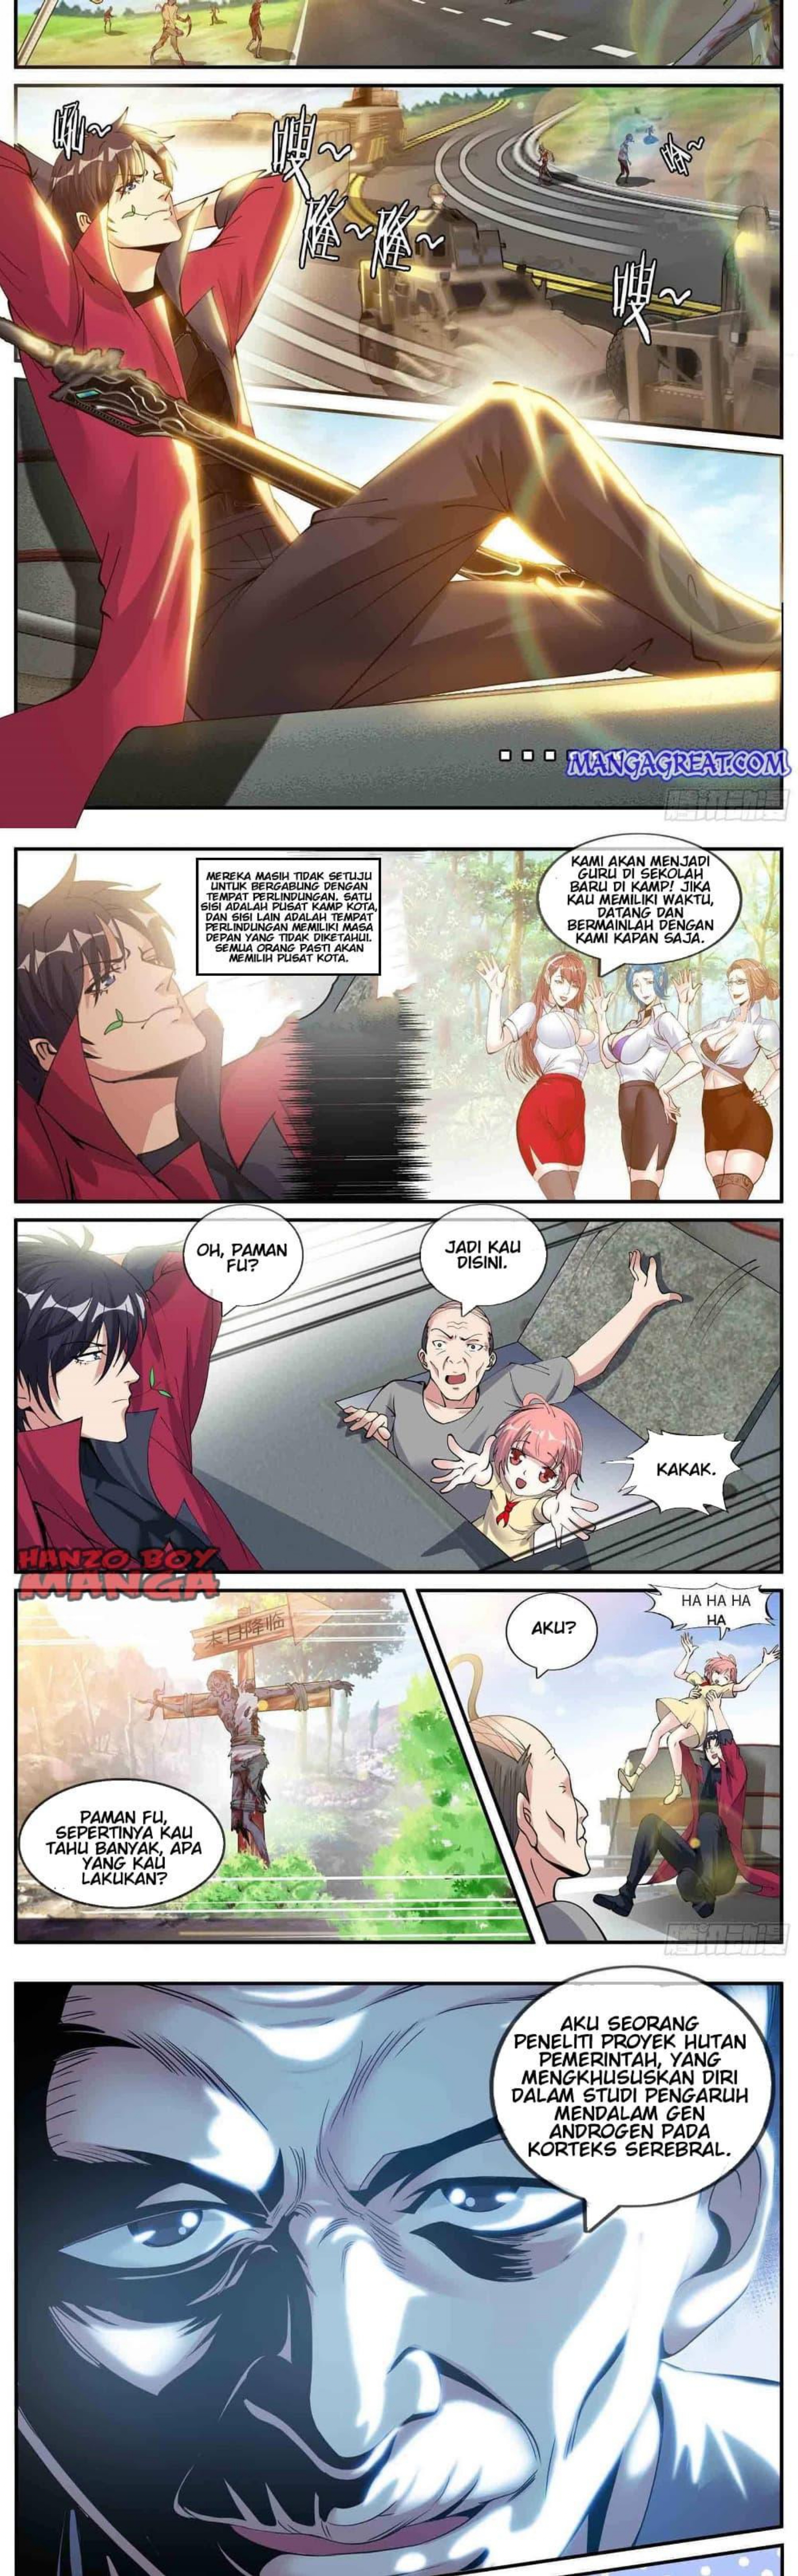 吼~
嗖~
隆~隆~
哈~
嗖~
MANGAGREAT.COM
MEREKA MASIH TIDAK SETUJU
UNTUK BERGABUNG DENGAN
TEMPAT PERLINDUNGAN. SATU
SISI ADALAH PUSAT KAMP KOTA,
DAN SISI LAIN ADALAH TEMPAT
PERLINDUNGAN MEMILIKI MASA
DEPAN YANG TIDAK DIKETAHUI.
SEMUA ORANG PASTI AKAN
MEMILIH PUSAT KOTA.
KAMI AKAN MENJADI
GURU DI SEKOLAH
BARU DI KAMP! JIKA
KAU MEMILIKI WAKTU,
DATANG DAN
BERMAINLAH DENGAN
KAMI KAPAN SAJA.
OH, PAMAN
FU?
JADI KAU
DISINI.
KAKAK.
HANZO BOY
MANGA
末日降临
PAMAN FU,
SEPERTINYA KAU
TAHU BANYAK, APA
YANG KAU
LAKUKAN?
AKU?
HA HA HA
HA
AKU SEORANG
PENELITI PROYEK HUTAN
PEMERINTAH, YANG
MENGKHUSUSKAN DIRI
DALAM STUDI PENGARUH
MENDALAM GEN
ANDROGEN PADA
KORTEKS SEREBRAL.